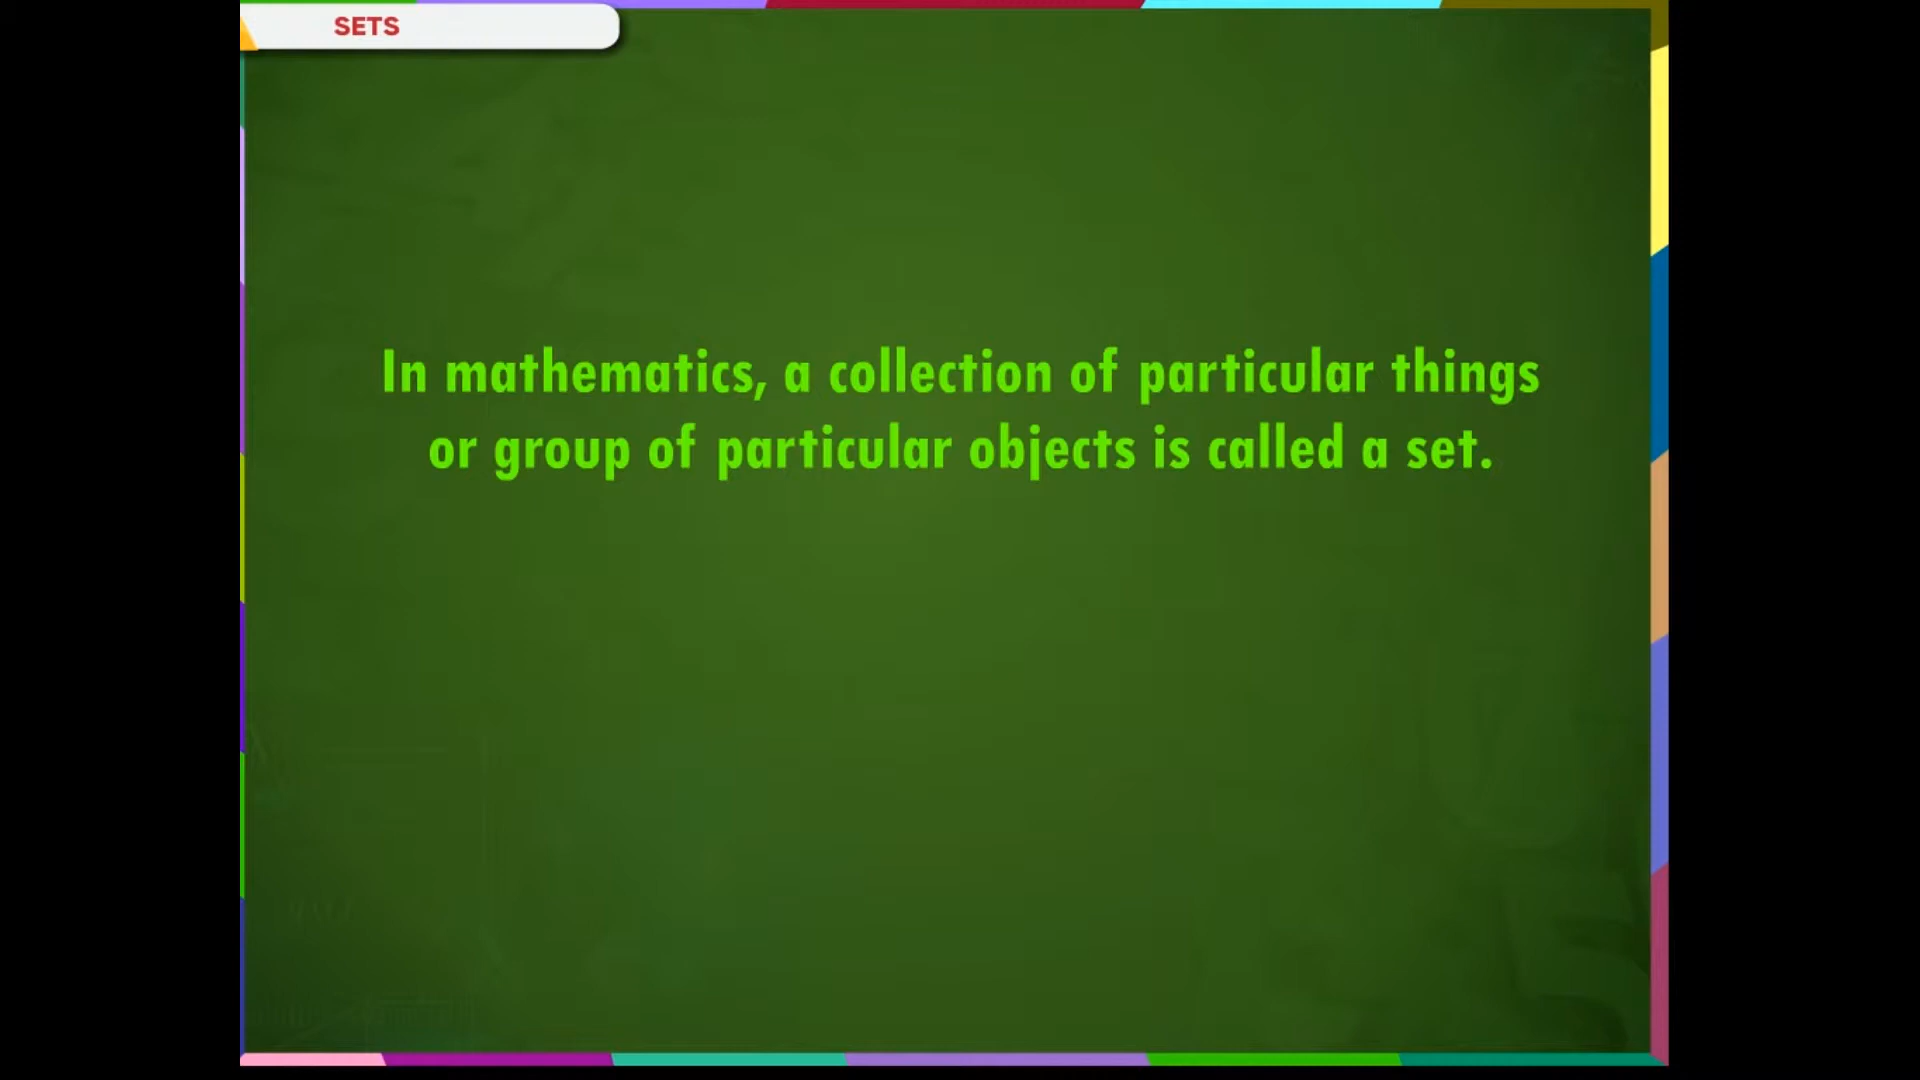 SETS
In mathematics, a collection of particular things
or group of particular objects is called a set.